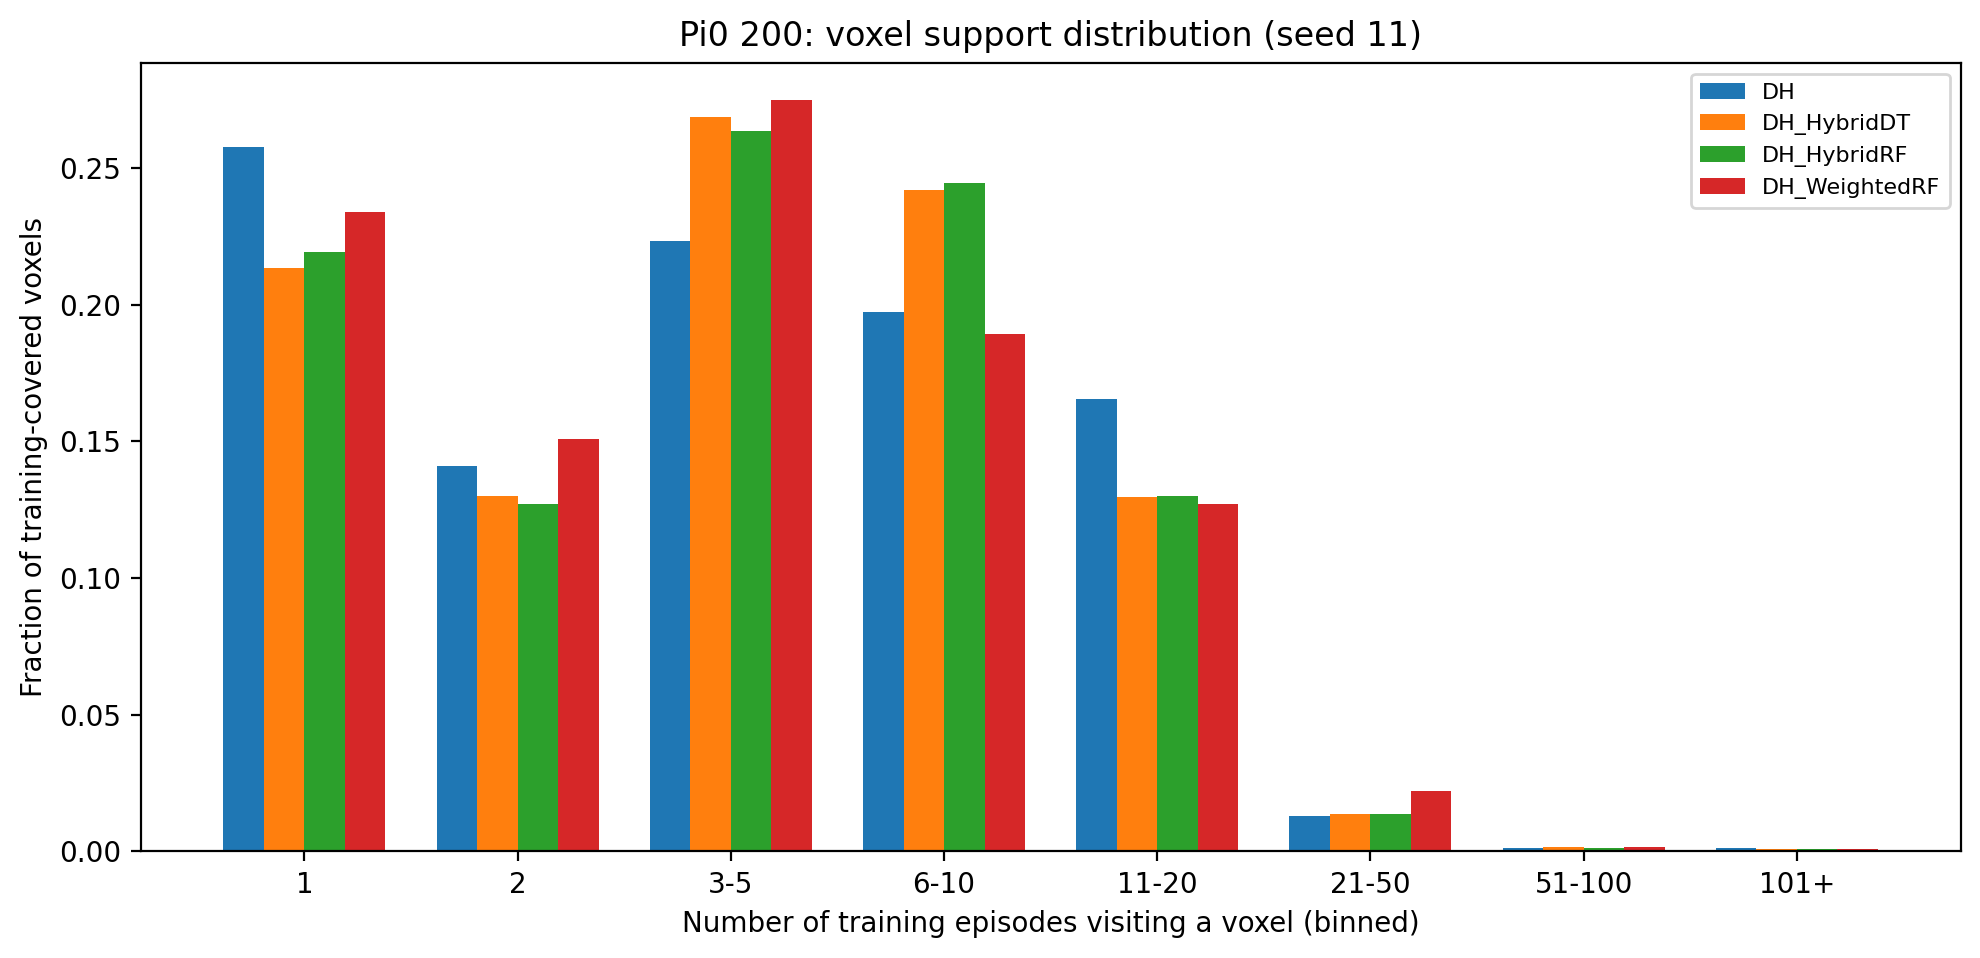 Pi0 200: voxel support distribution (seed 11)
DH
DH_HybridDT
DH_HybridRF
DH_WeightedRF
Fraction of training-covered voxels
0.25
0.20
0.15
0.10
0.05
0.00
1 2 3-5 6-10 11-20 21-50 51-100 101+
Number of training episodes visiting a voxel (binned)